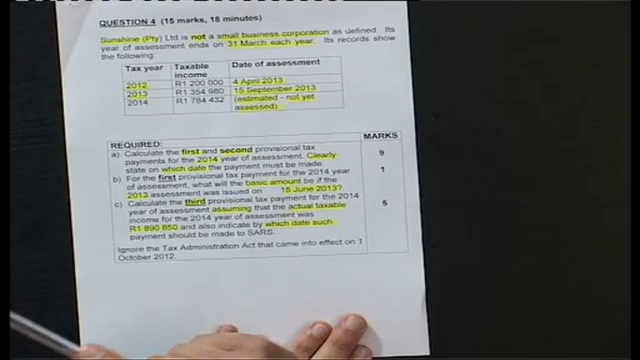 QUESTION 4 (15 marks, 18 minutes)
Sunshine (Pty) Ltd is not a small business corporation as defined. Its
year of assessment ends on 31 March each year. Its records show
the following:
Tax year Taxable income Date of assessment
2012 R1 200 000 4 April 2013
2013 R1 354 980 15 September 2013
2014 R1 784 432 (estimated - not yet
assessed)
REQUIRED: MARKS
a) Calculate the first and second provisional tax
payments for the 2014 year of assessment. Clearly 9
state on which date the payment must be made.
b) For the first provisional tax payment for the 2014 year 1
of assessment, what will the basic amount be if the
2013 assessment was issued on 15 June 2013?
c) Calculate the third provisional tax payment for the 2014
year of assessment assuming that the actual taxable 5
income for the 2014 year of assessment was
R1 890 850 and also indicate by which date such
payment should be made to SARS.
Ignore the Tax Administration Act that came into effect on 1
October 2012.